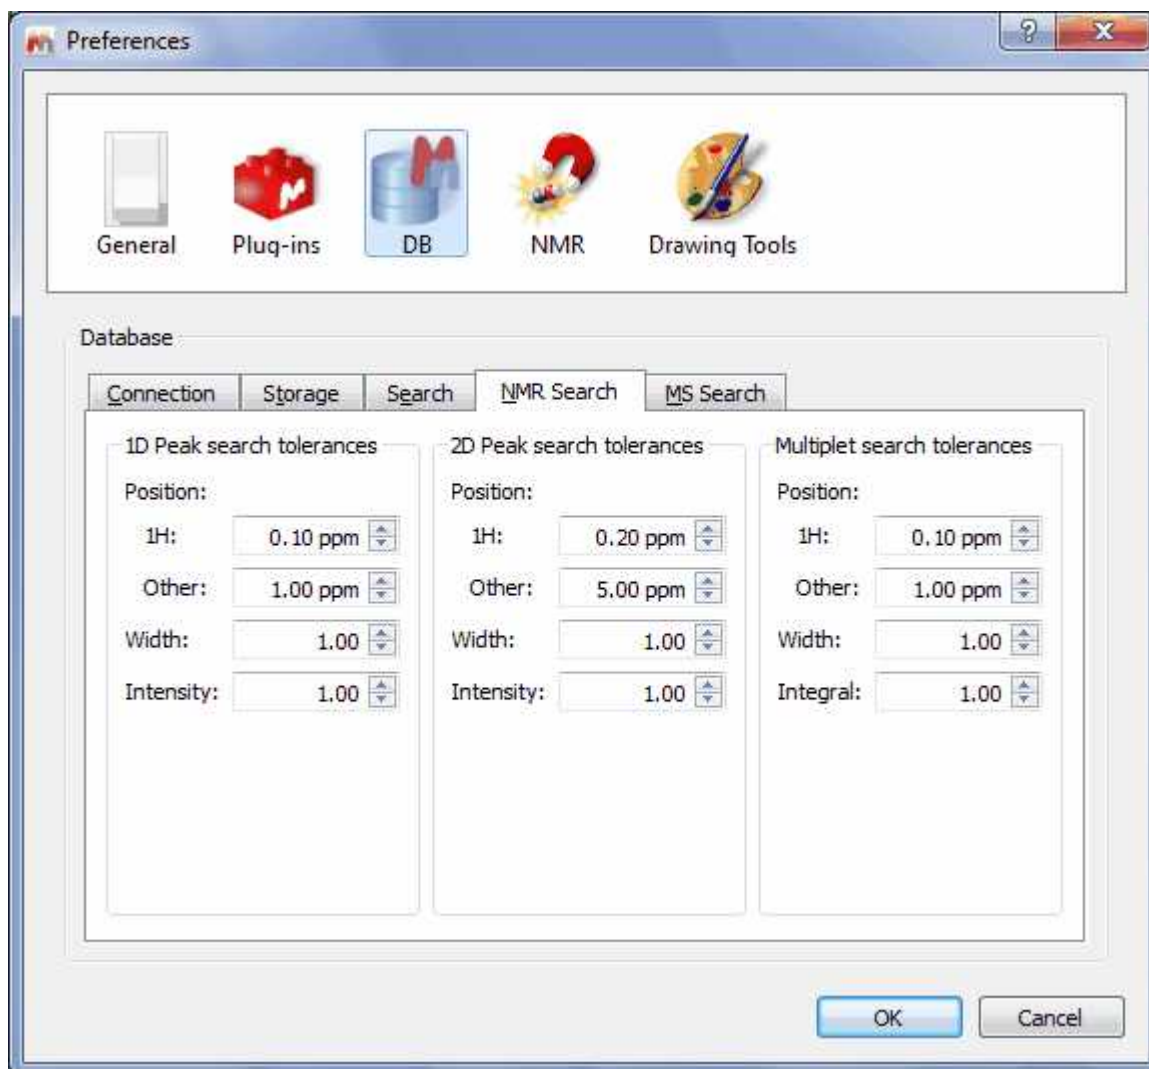 Preferences
General Plug-ins DB NMR Drawing Tools
Database
Connection Storage Search NMR Search MS Search
1D Peak search tolerances
Position:
1H: 0.10 ppm
Other: 1.00 ppm
Width: 1.00
Intensity: 1.00
2D Peak search tolerances
Position:
1H: 0.20 ppm
Other: 5.00 ppm
Width: 1.00
Intensity: 1.00
Multiplet search tolerances
Position:
1H: 0.10 ppm
Other: 1.00 ppm
Width: 1.00
Integral: 1.00
OK Cancel